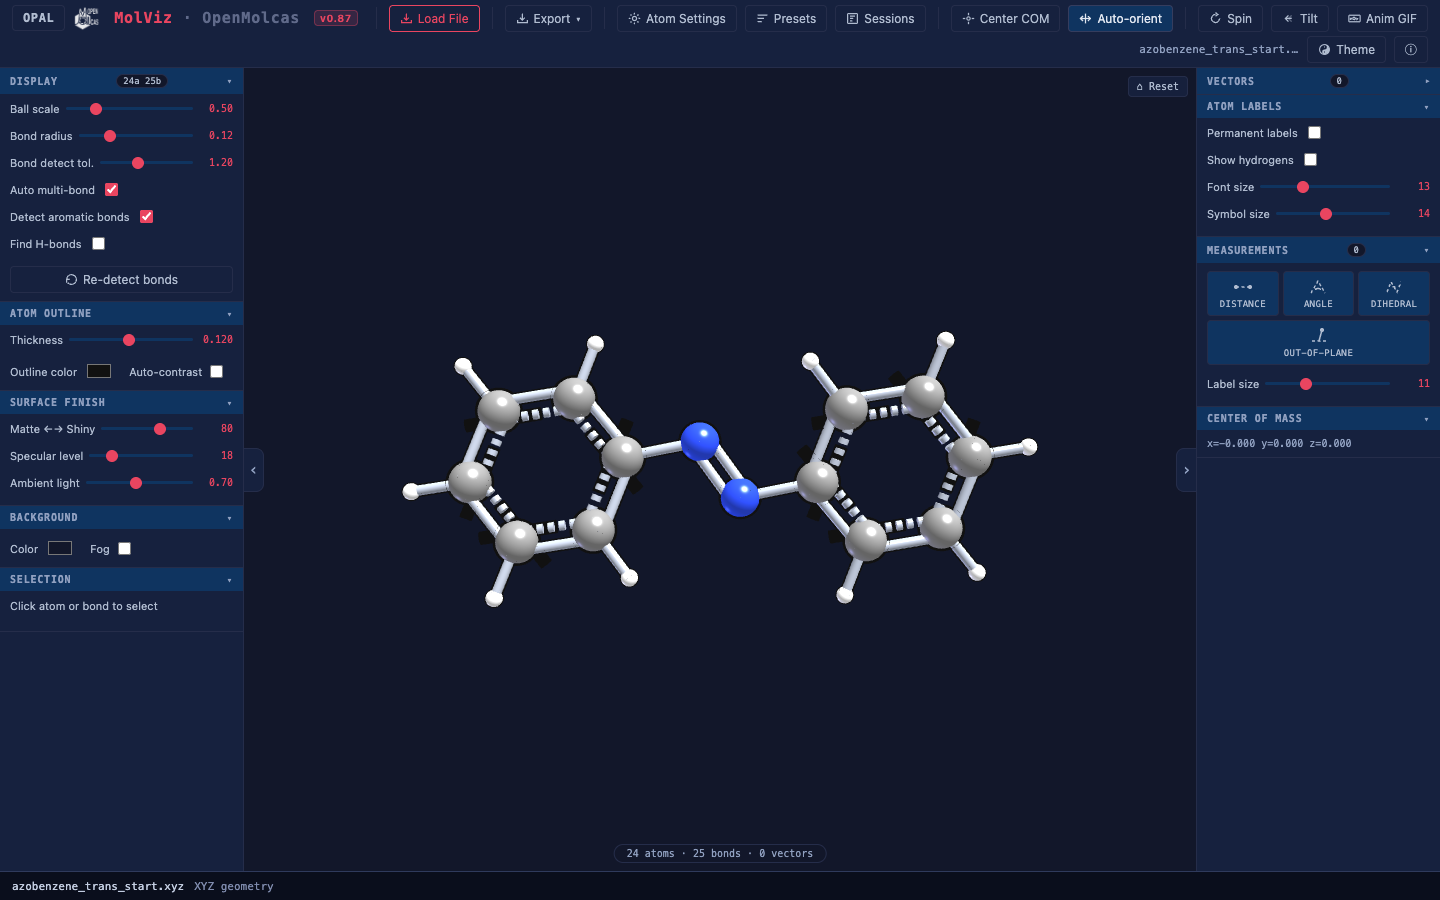 OPAL MolViz · OpenMolcas v0.87 Load File Export Atom Settings Presets Sessions Center COM Auto-orient Spin Tilt Anim GIF
azobenzene_trans_start.… Theme
DISPLAY 24a 25b
Ball scale 0.50
Bond radius 0.12
Bond detect tol. 1.20
Auto multi-bond
Detect aromatic bonds
Find H-bonds
Re-detect bonds
ATOM OUTLINE
Thickness 0.120
Outline color Auto-contrast
SURFACE FINISH
Matte ↔ Shiny 80
Specular level 18
Ambient light 0.70
BACKGROUND
Color Fog
SELECTION
Click atom or bond to select
Reset
24 atoms · 25 bonds · 0 vectors
VECTORS 0
ATOM LABELS
Permanent labels
Show hydrogens
Font size 13
Symbol size 14
MEASUREMENTS 0
DISTANCE ANGLE DIHEDRAL
OUT-OF-PLANE
Label size 11
CENTER OF MASS
x=−0.000 y=0.000 z=0.000
azobenzene_trans_start.xyz XYZ geometry